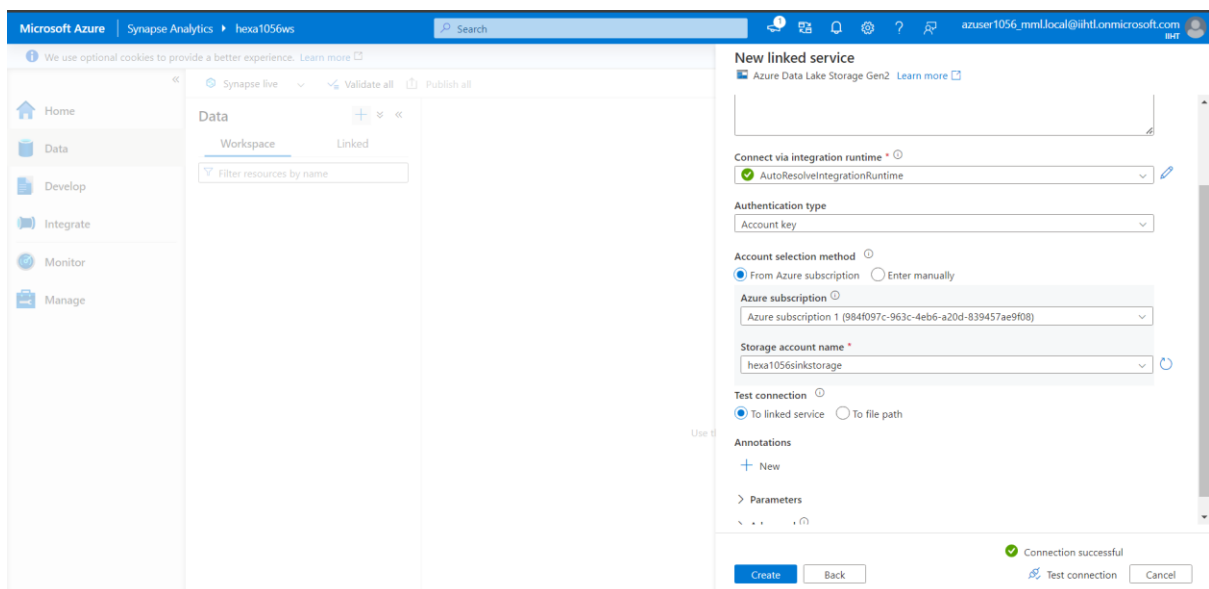 Microsoft Azure Synapse Analytics hexa1056ws Search 1 azuser1056_mml.local@iihtl.onmicrosoft.com
IIHT
We use optional cookies to provide a better experience. Learn more
Synapse live Validate all Publish all
Home
Data
Develop
Integrate
Monitor
Manage
Data
Workspace Linked
Filter resources by name
New linked service
Azure Data Lake Storage Gen2 Learn more
Connect via integration runtime *
AutoResolveIntegrationRuntime
Authentication type
Account key
Account selection method
From Azure subscription Enter manually
Azure subscription
Azure subscription 1 (984f097c-963c-4eb6-a20d-839457ae9f08)
Storage account name *
hexa1056sinkstorage
Test connection
To linked service To file path
Use
Annotations
New
Parameters
Connection successful
Create Back Test connection Cancel